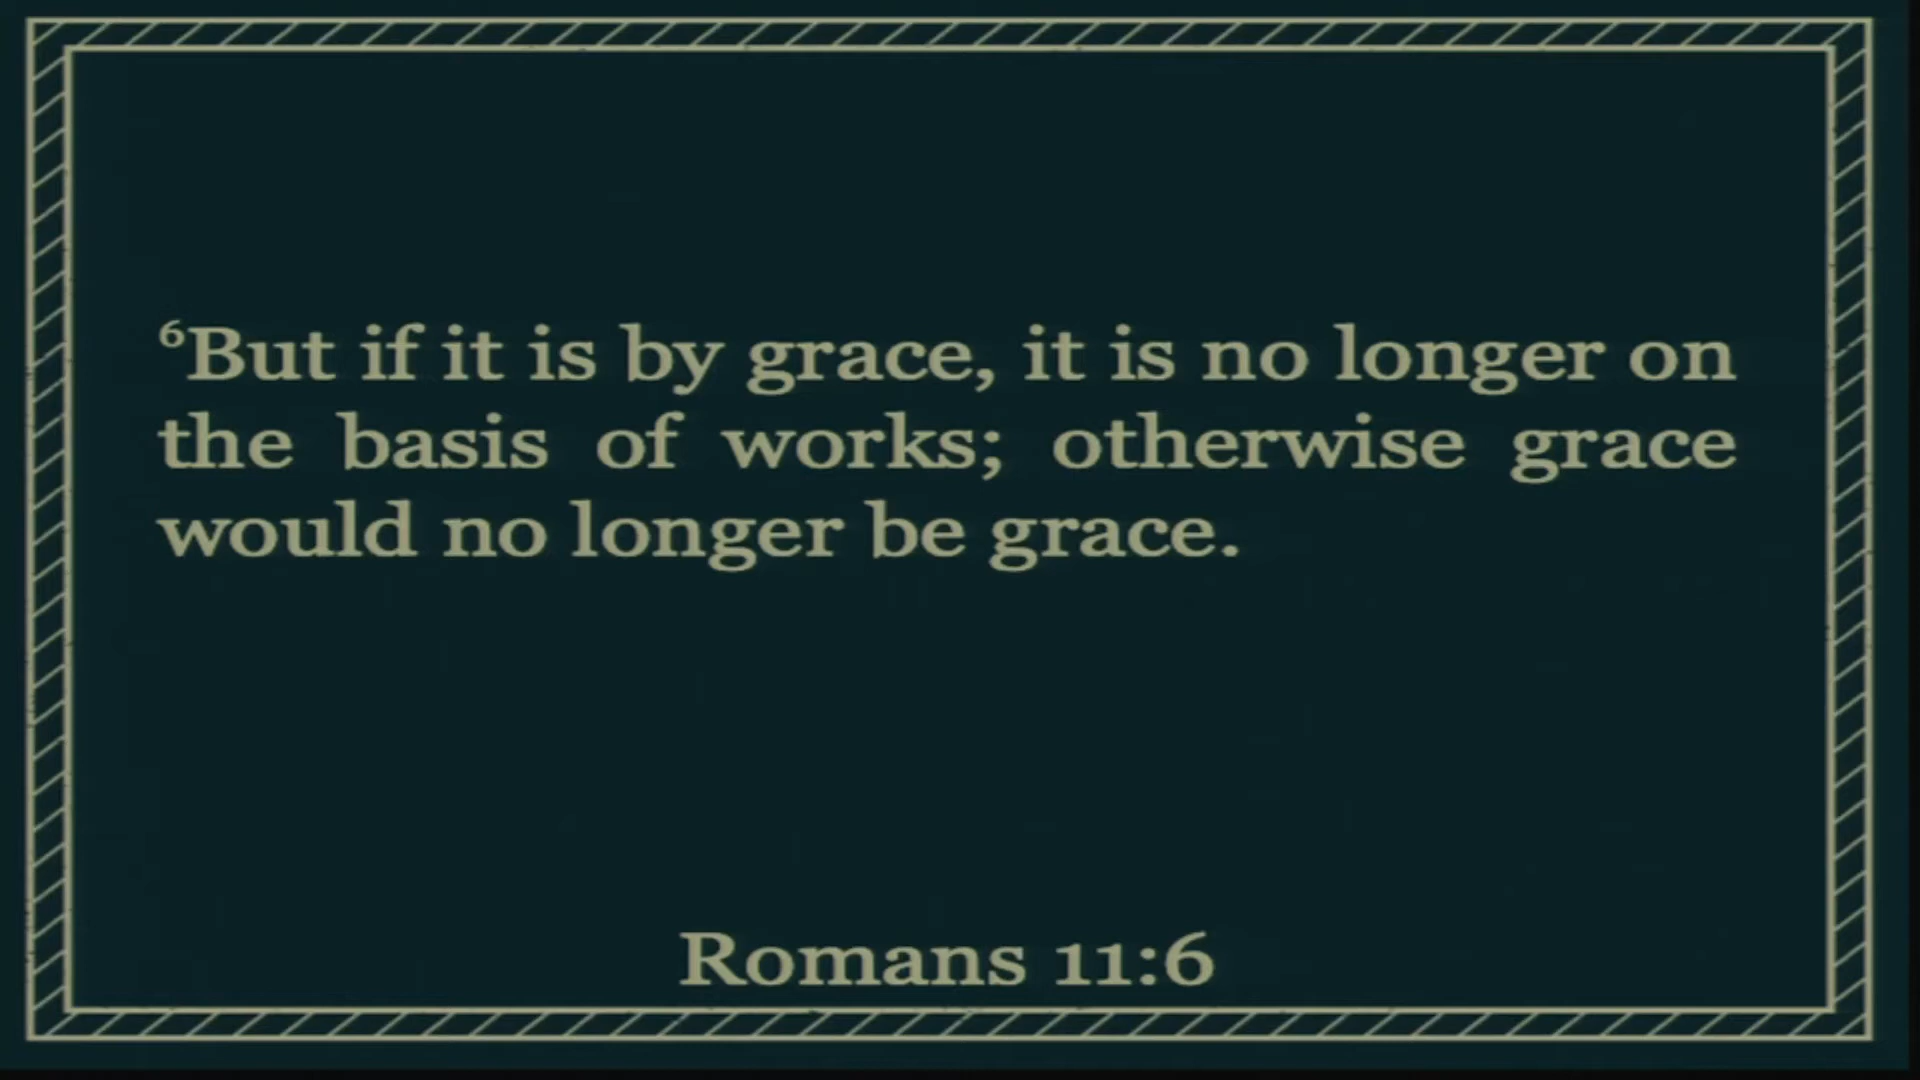 ⁶But if it is by grace, it is no longer on
the basis of works; otherwise grace
would no longer be grace.
Romans 11:6